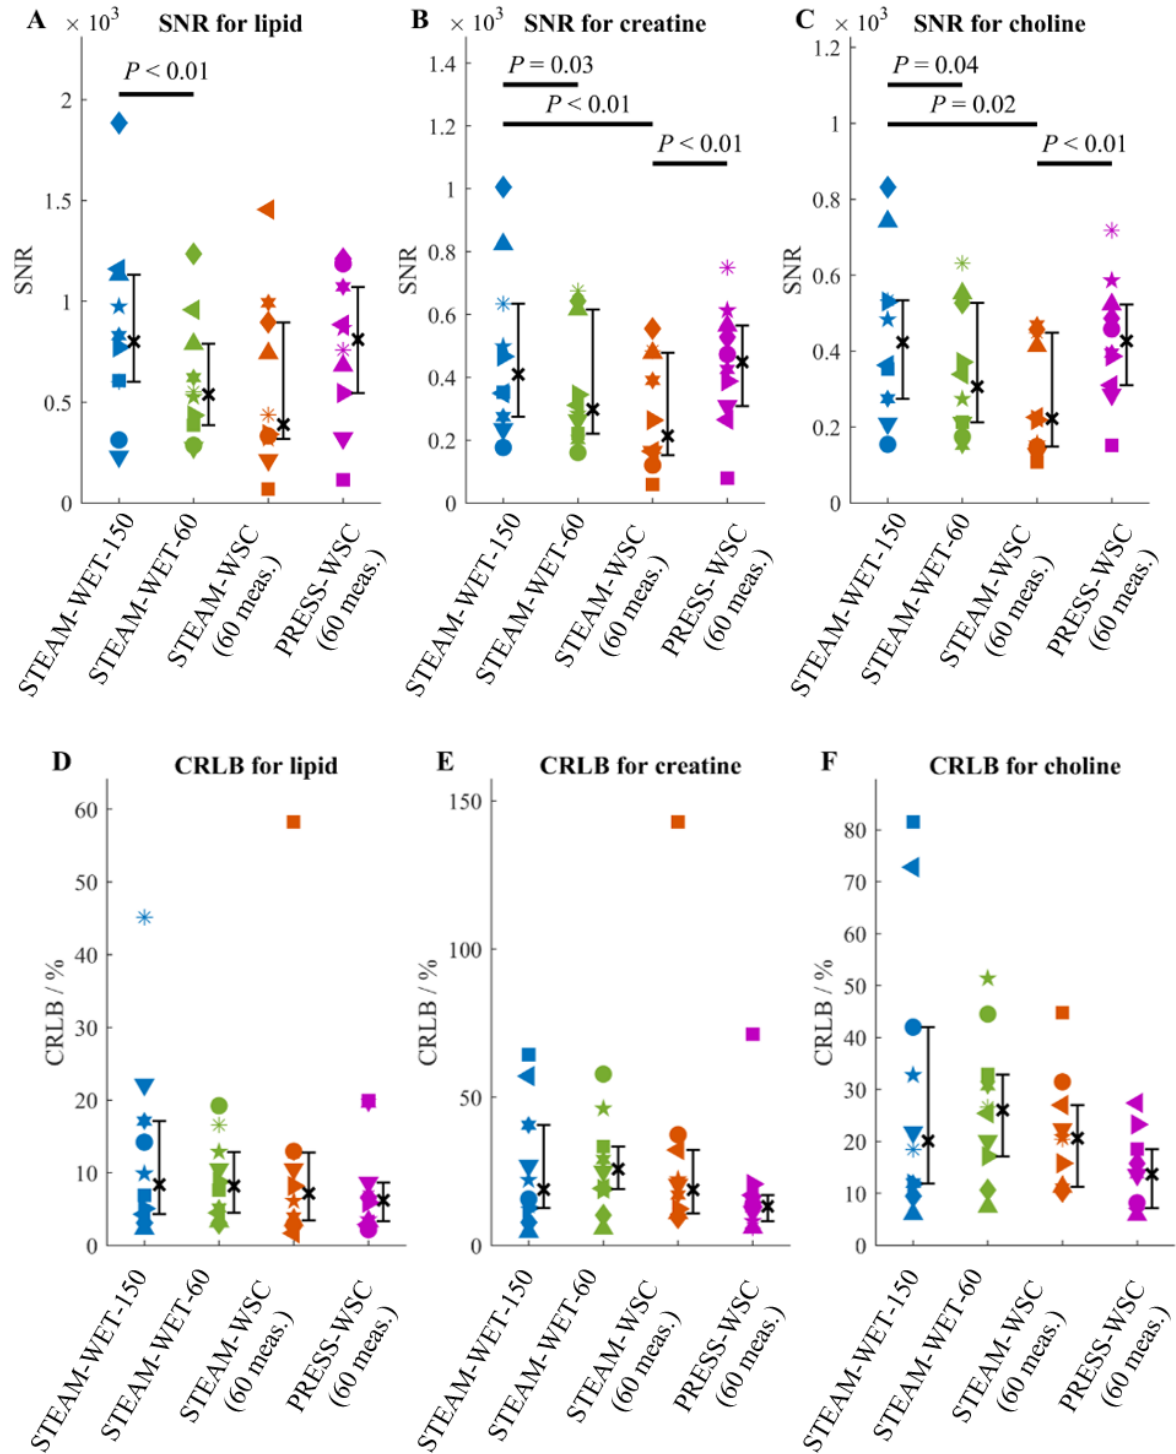 A
× 10³
SNR for lipid
2
1.5
1
0.5
0
SNR
P < 0.01
STEAM-WET-150
STEAM-WET-60
STEAM-WSC
(60 meas.)
PRESS-WSC
(60 meas.)
B
× 10³
SNR for creatine
1.4
1.2
1
0.8
0.6
0.4
0.2
0
SNR
P = 0.03
P < 0.01
P < 0.01
STEAM-WET-150
STEAM-WET-60
STEAM-WSC
(60 meas.)
PRESS-WSC
(60 meas.)
C
× 10³
SNR for choline
1.2
1
0.8
0.6
0.4
0.2
0
SNR
P = 0.04
P = 0.02
P < 0.01
STEAM-WET-150
STEAM-WET-60
STEAM-WSC
(60 meas.)
PRESS-WSC
(60 meas.)
D
CRLB for lipid
60
50
40
30
20
10
0
CRLB / %
STEAM-WET-150
STEAM-WET-60
STEAM-WSC
(60 meas.)
PRESS-WSC
(60 meas.)
E
CRLB for creatine
150
100
50
0
CRLB / %
STEAM-WET-150
STEAM-WET-60
STEAM-WSC
(60 meas.)
PRESS-WSC
(60 meas.)
F
CRLB for choline
80
70
60
50
40
30
20
10
0
CRLB / %
STEAM-WET-150
STEAM-WET-60
STEAM-WSC
(60 meas.)
PRESS-WSC
(60 meas.)